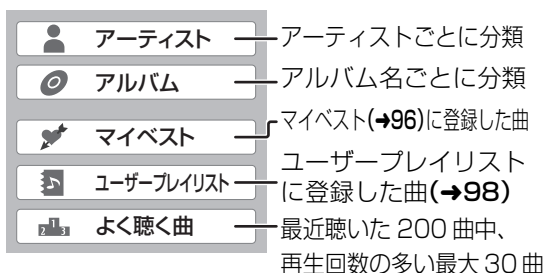 アーティスト
アーティストごとに分類
アルバム
アルバム名ごとに分類
マイベスト
マイベスト(➔96)に登録した曲
ユーザープレイリスト
ユーザープレイリスト
に登録した曲(➔98)
2 1 3
よく聴く曲
最近聴いた 200 曲中、
再生回数の多い最大 30 曲